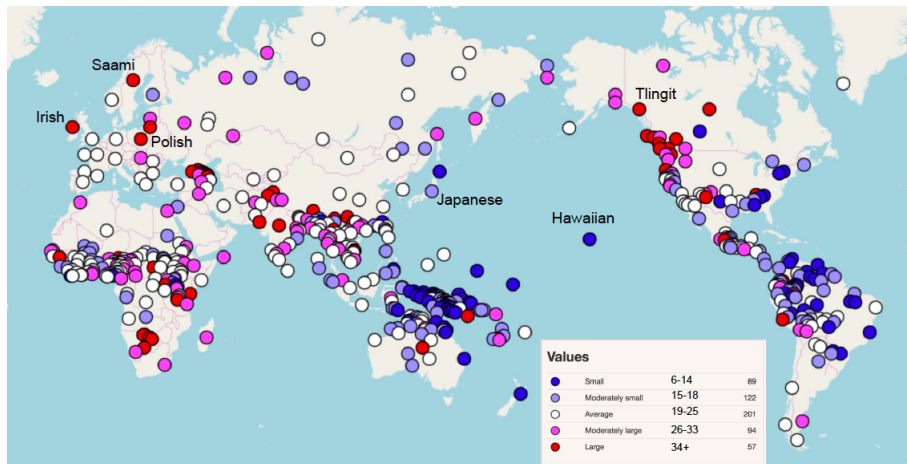 Saami
Irish
Polish
Tlingit
Japanese
Hawaiian
Values
Small 6-14 89
Moderately small 15-18 122
Average 19-25 201
Moderately large 26-33 94
Large 34+ 57